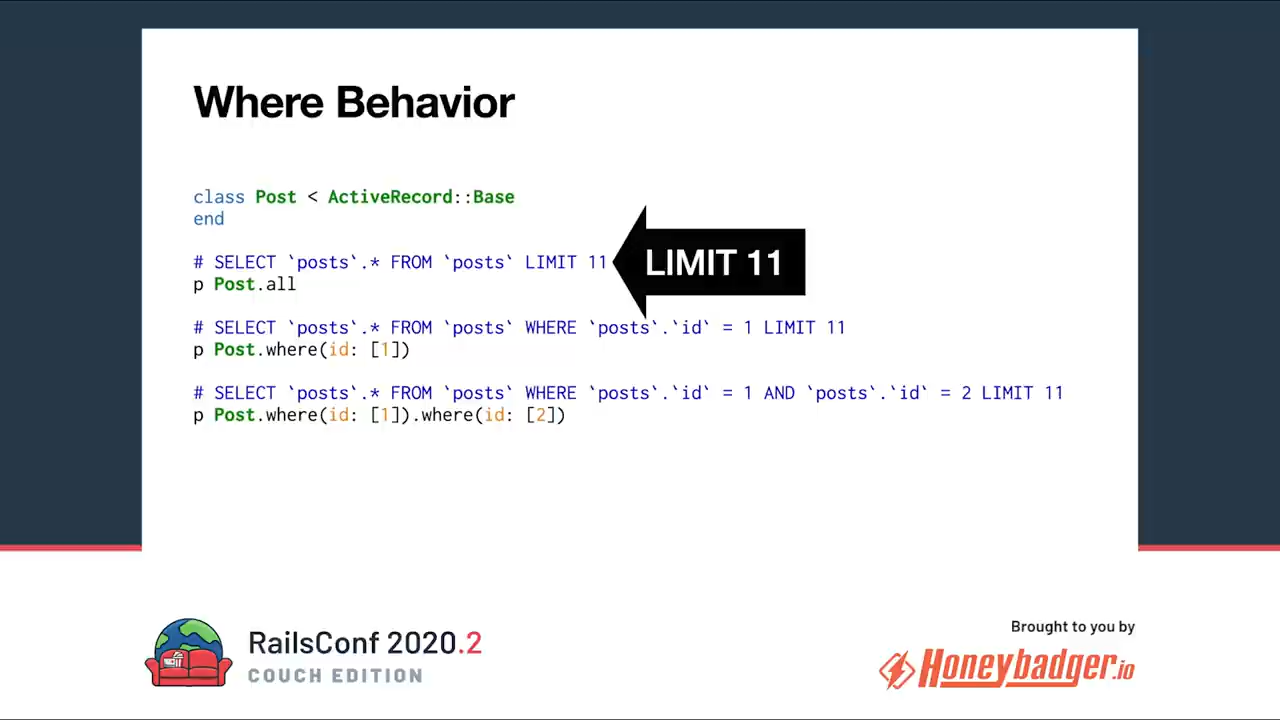 Where Behavior
class Post < ActiveRecord::Base
end
# SELECT `posts`.* FROM `posts` LIMIT 11
LIMIT 11
p Post.all
# SELECT `posts`.* FROM `posts` WHERE `posts`.`id` = 1 LIMIT 11
p Post.where(id: [1])
# SELECT `posts`.* FROM `posts` WHERE `posts`.`id` = 1 AND `posts`.`id` = 2 LIMIT 11
p Post.where(id: [1]).where(id: [2])
RailsConf 2020.2
COUCH EDITION
Brought to you by
Honeybadger.io